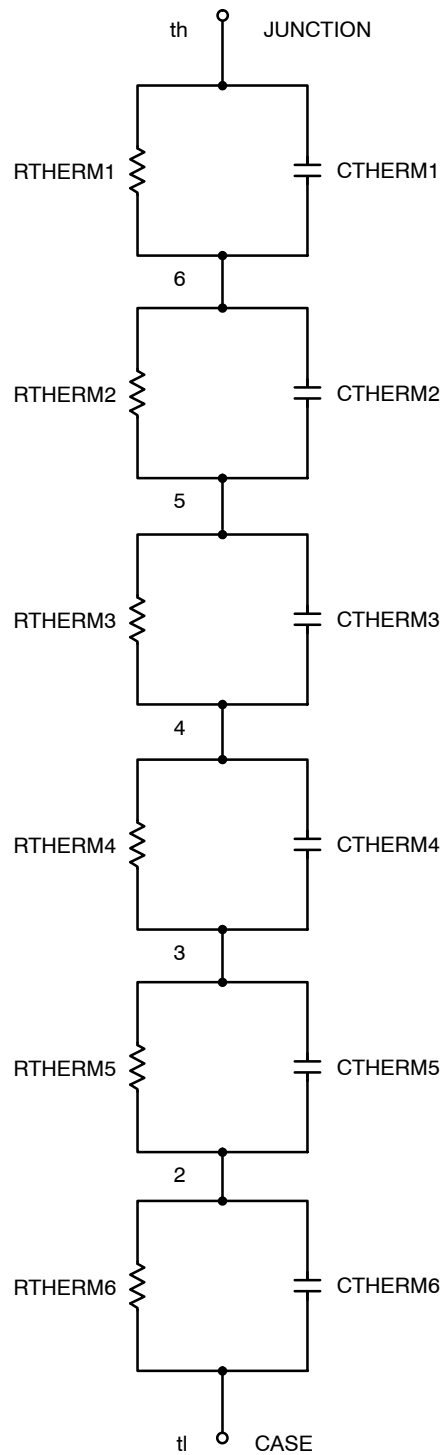 th JUNCTION
RTHERM1 CTHERM1
6
RTHERM2 CTHERM2
5
RTHERM3 CTHERM3
4
RTHERM4 CTHERM4
3
RTHERM5 CTHERM5
2
RTHERM6 CTHERM6
tl CASE